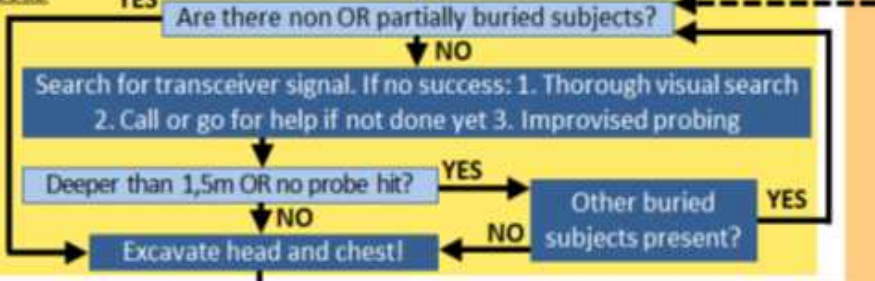 YES
Are there non OR partially buried subjects?
NO
Search for transceiver signal. If no success: 1. Thorough visual search
2. Call or go for help if not done yet 3. Improvised probing
Deeper than 1,5m OR no probe hit?
YES
Other buried
subjects present?
YES
NO
NO
Excavate head and chest!